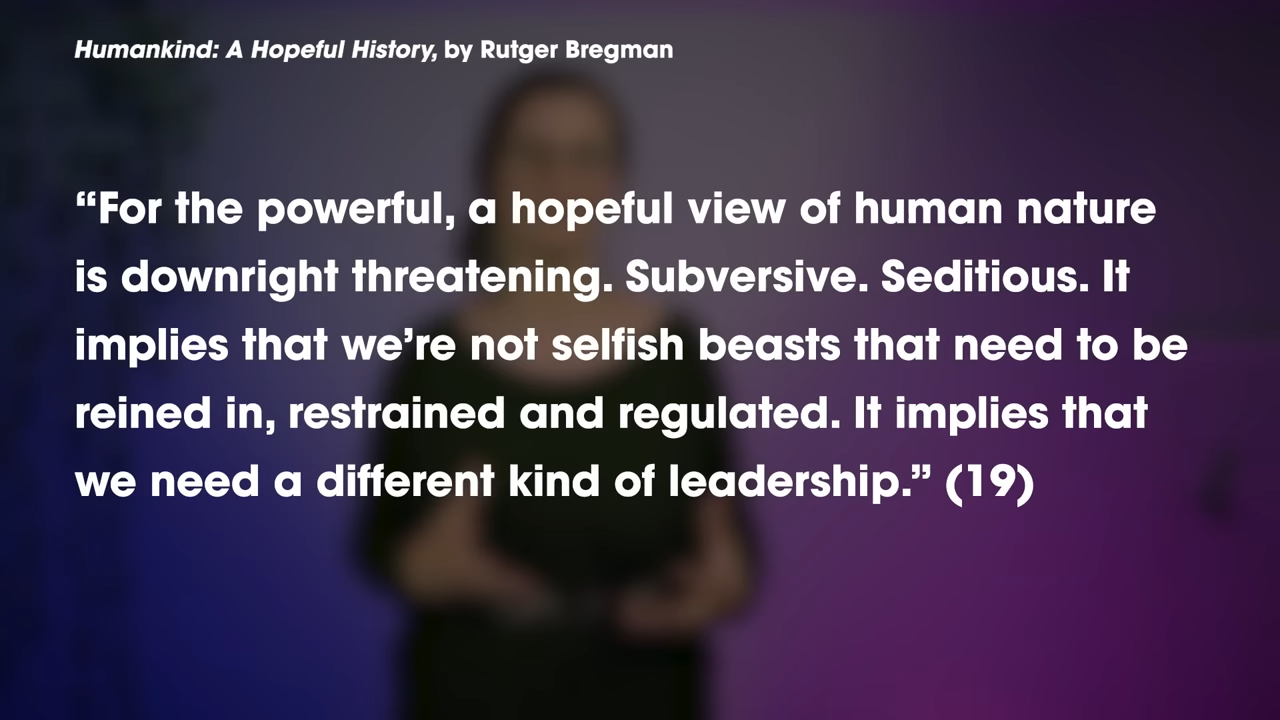 Humankind: A Hopeful History, by Rutger Bregman
“For the powerful, a hopeful view of human nature
is downright threatening. Subversive. Seditious. It
implies that we’re not selfish beasts that need to be
reined in, restrained and regulated. It implies that
we need a different kind of leadership.” (19)